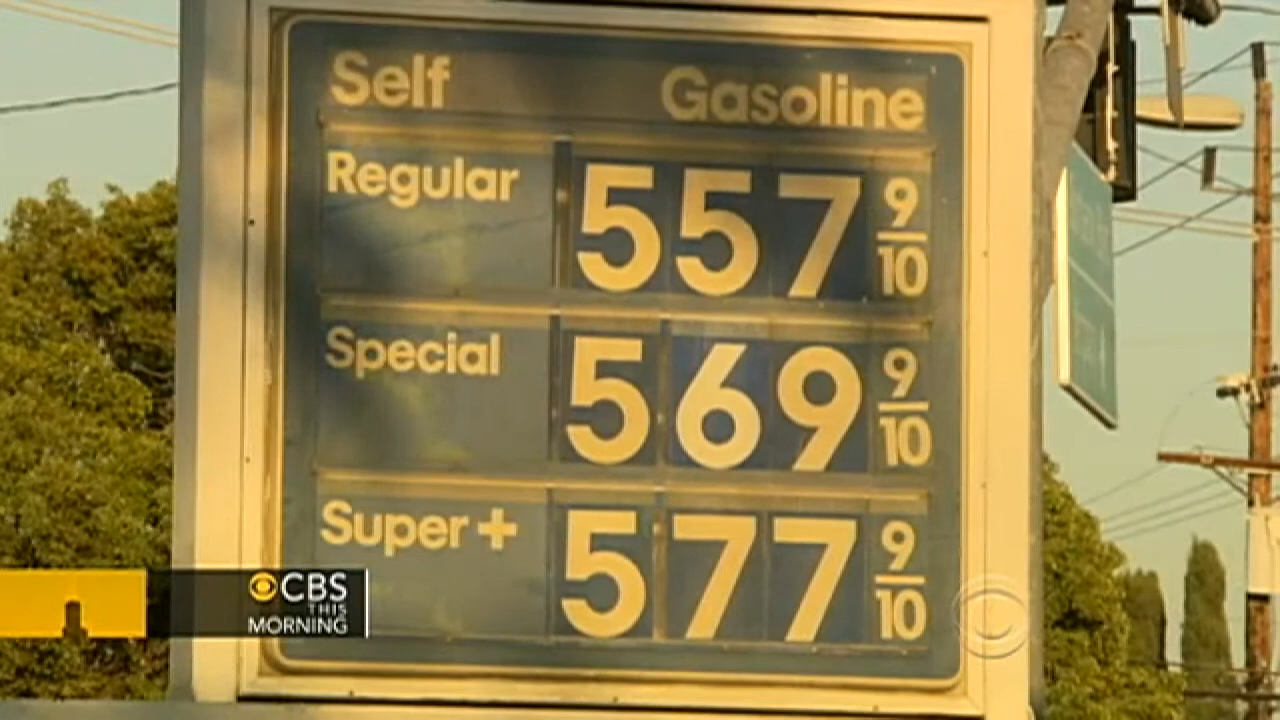 Self Gasoline
Regular 557 9/10
Special 569 9/10
Super+ 577 9/10
CBS
THIS
MORNING